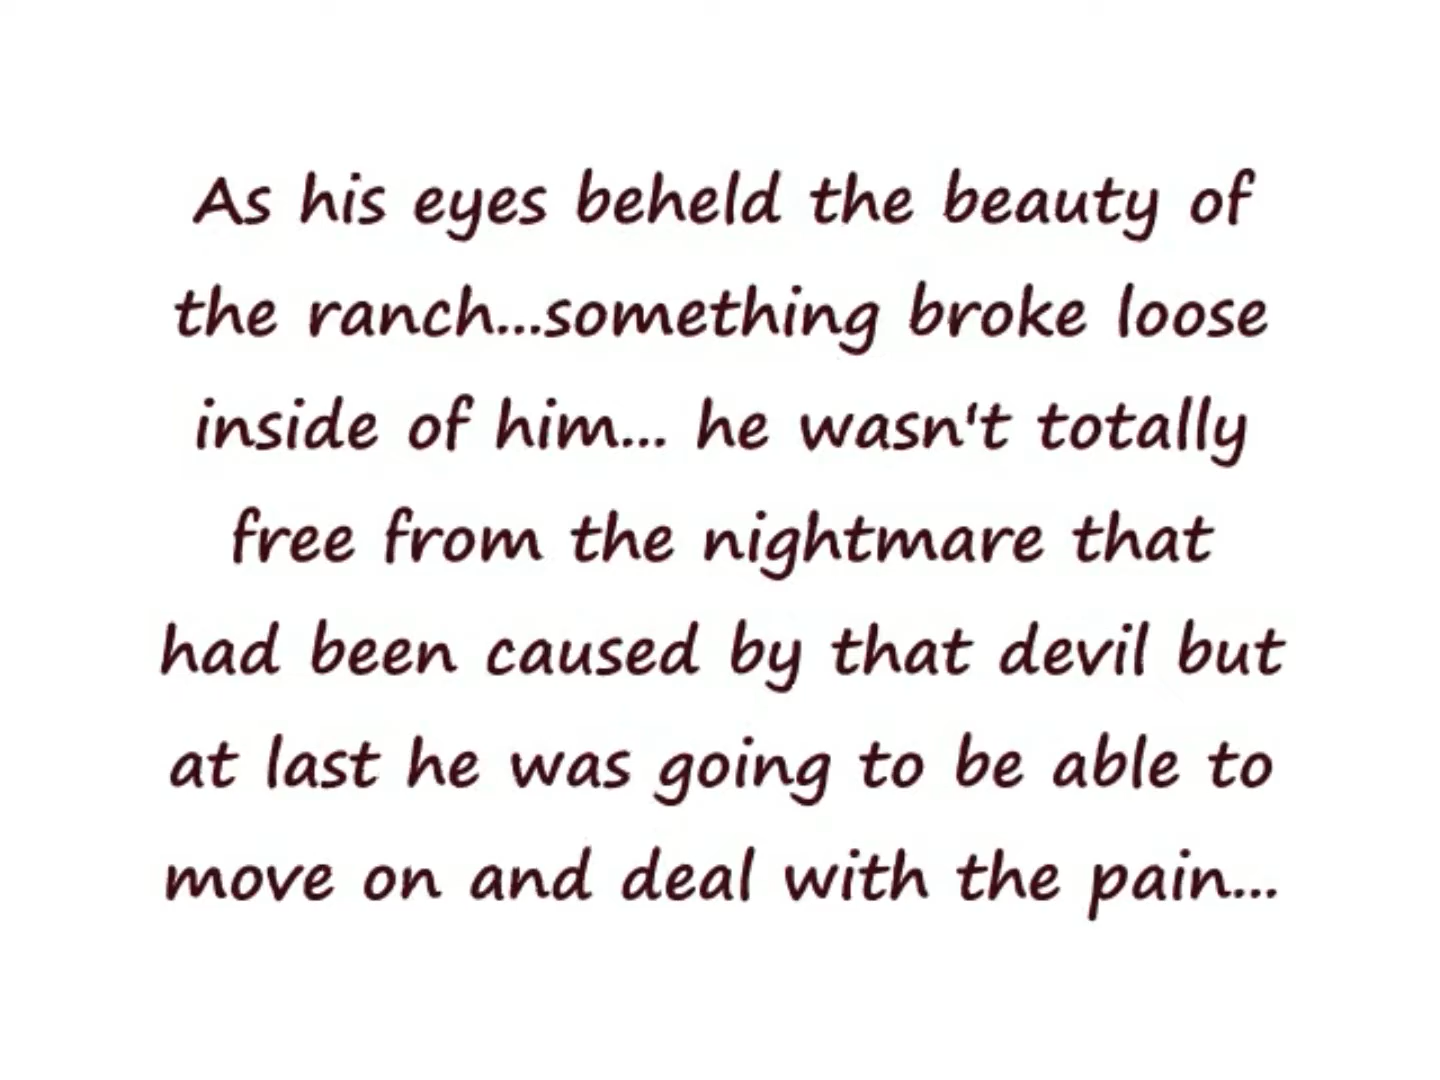 As his eyes beheld the beauty of
the ranch...something broke loose
inside of him... he wasn't totally
free from the nightmare that
had been caused by that devil but
at last he was going to be able to
move on and deal with the pain...